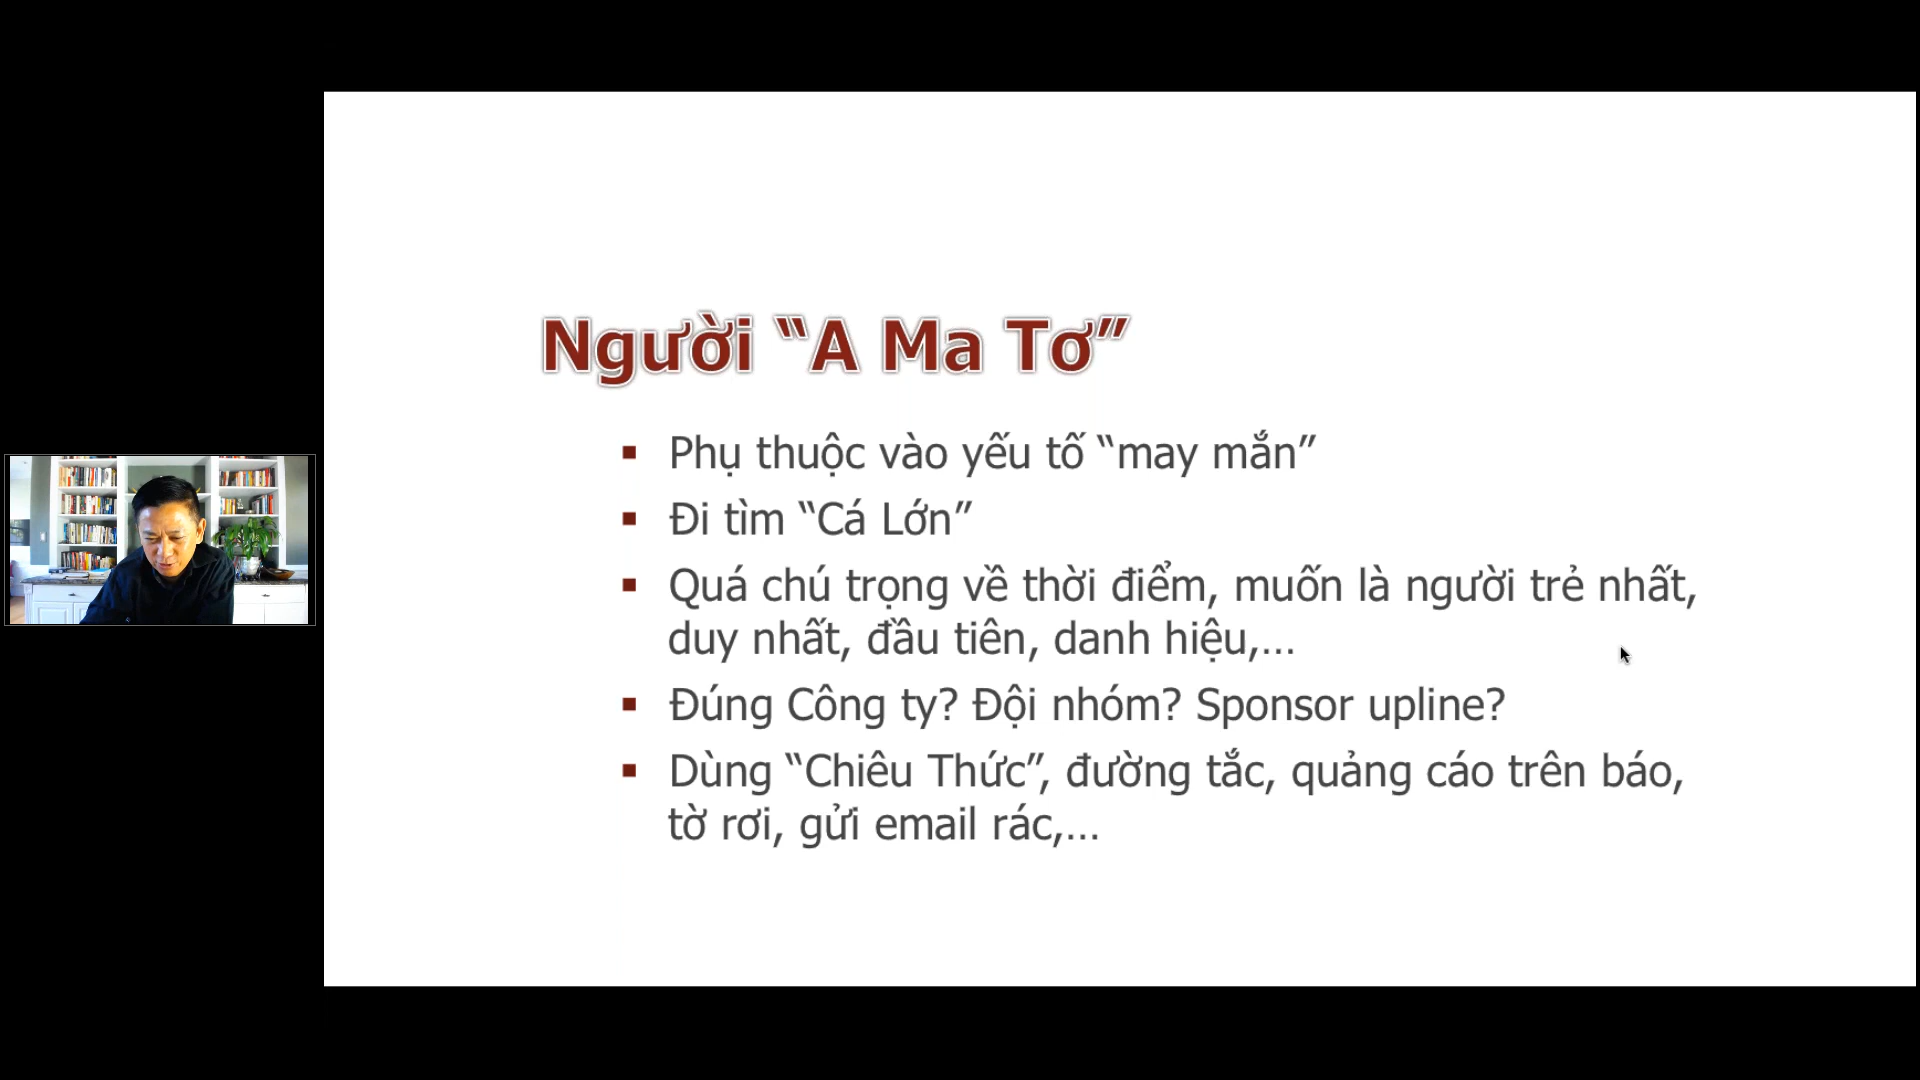 Người “A Ma Tơ”
▪ Phụ thuộc vào yếu tố “may mắn”
▪ Đi tìm “Cá Lớn”
▪ Quá chú trọng về thời điểm, muốn là người trẻ nhất,
duy nhất, đầu tiên, danh hiệu,...
▪ Đúng Công ty? Đội nhóm? Sponsor upline?
▪ Dùng “Chiêu Thức”, đường tắc, quảng cáo trên báo,
tờ rơi, gửi email rác,...